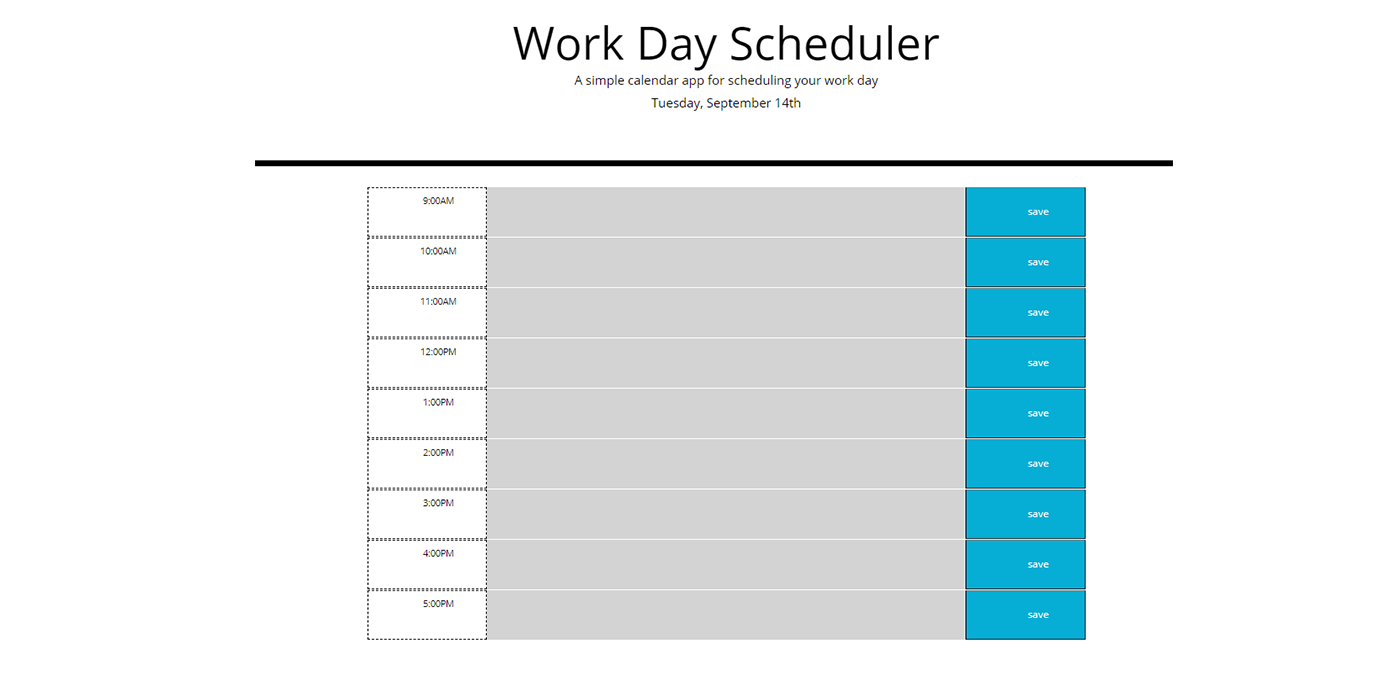 Work Day Scheduler
A simple calendar app for scheduling your work day
Tuesday, September 14th
9:00AM save
10:00AM save
11:00AM save
12:00PM save
1:00PM save
2:00PM save
3:00PM save
4:00PM save
5:00PM save